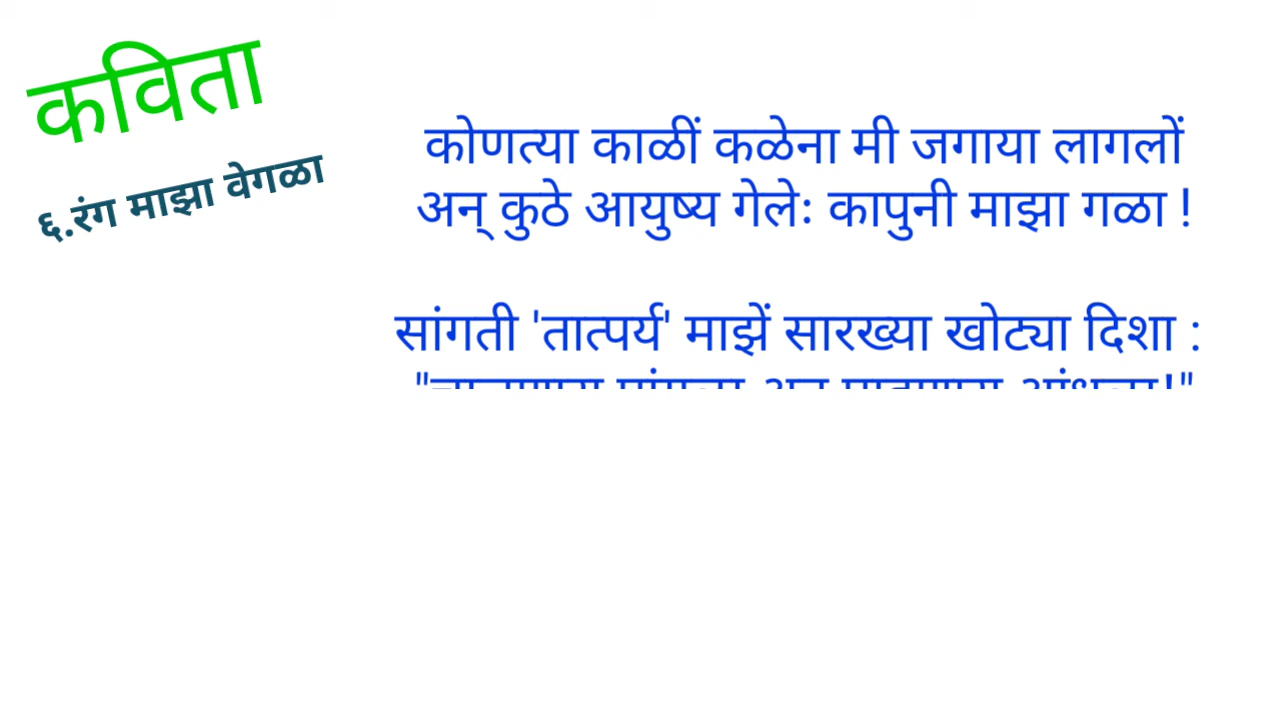 कविता
६.रंग माझा वेगळा
कोणत्या काळीं कळेना मी जगाया लागलों
अन् कुठे आयुष्य गेलेः कापुनी माझा गळा !
सांगती 'तात्पर्य' माझें सारख्या खोट्या दिशा :